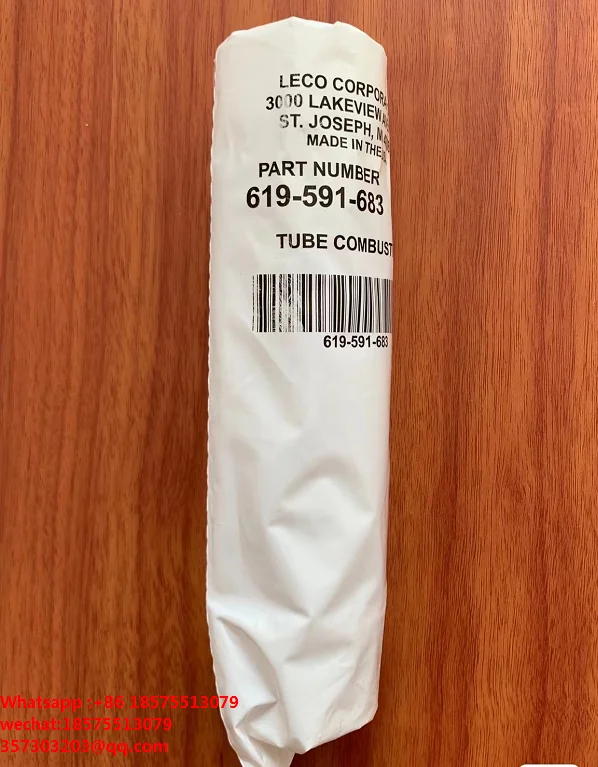 LECO CORPORA
3000 LAKEVIEW A
ST. JOSEPH, M
MADE IN THE
PART NUMBER
619-591-683
TUBE COMBUST
619-591-683
Whatsapp :+86 18575513079
wechat:18575513079
357303203@qq.com